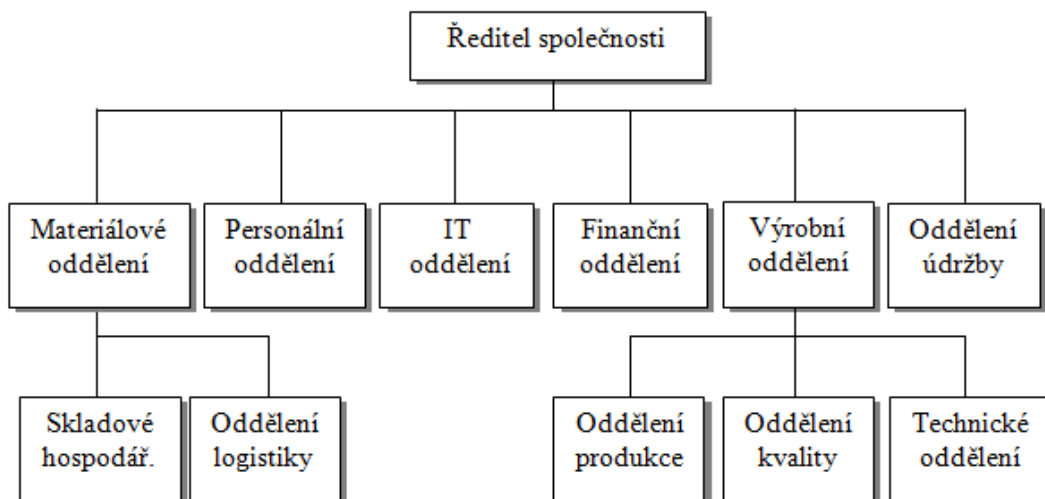 Ředitel společnosti
Materiálové
oddělení
Personální
oddělení
IT
oddělení
Finanční
oddělení
Výrobní
oddělení
Oddělení
údržby
Skladové
hospodář.
Oddělení
logistiky
Oddělení
produkce
Oddělení
kvality
Technické
oddělení